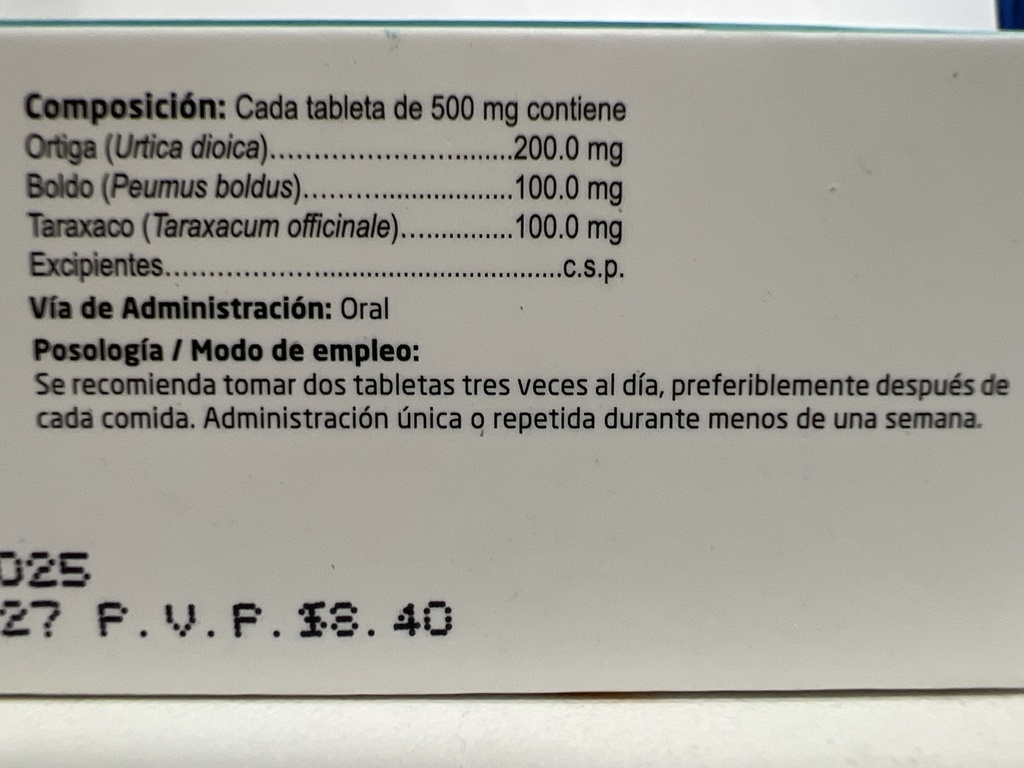 Composición: Cada tableta de 500 mg contiene
Ortiga (Urtica dioica)................................200.0 mg
Boldo (Peumus boldus)............................100.0 mg
Taraxaco (Taraxacum officinale)...............100.0 mg
Excipientes......................................................c.s.p.
Vía de Administración: Oral
Posología / Modo de empleo:
Se recomienda tomar dos tabletas tres veces al día, preferiblemente después de
cada comida. Administración única o repetida durante menos de una semana.
025
27 P.V.P. $8.40